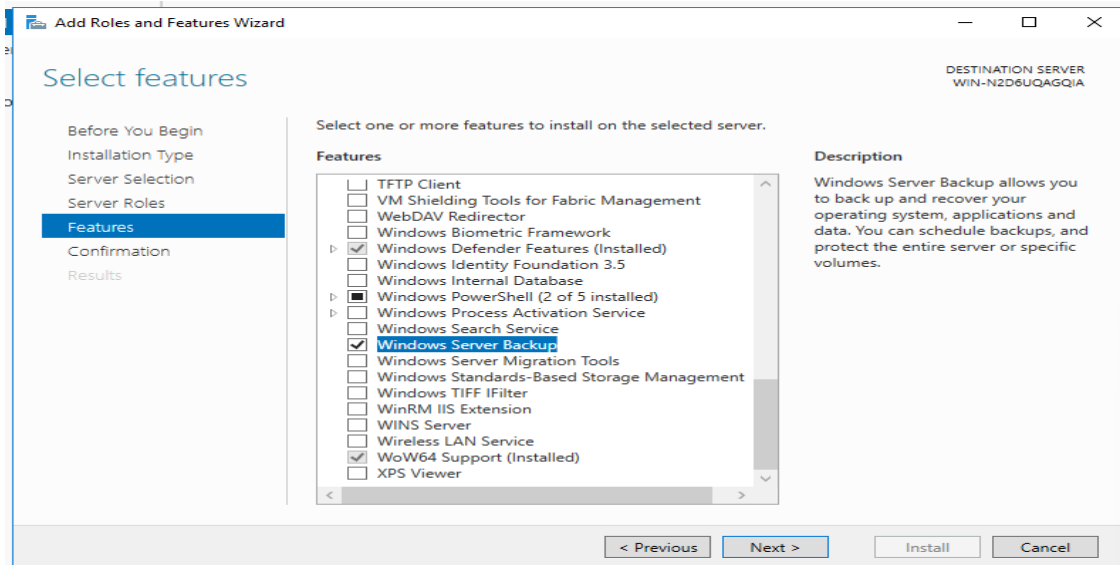 Add Roles and Features Wizard
Select features
DESTINATION SERVER
WIN-N2D6UQAGQIA
Before You Begin
Installation Type
Server Selection
Server Roles
Features
Confirmation
Results
Select one or more features to install on the selected server.
Features
TFTP Client
VM Shielding Tools for Fabric Management
WebDAV Redirector
Windows Biometric Framework
Windows Defender Features (Installed)
Windows Identity Foundation 3.5
Windows Internal Database
Windows PowerShell (2 of 5 installed)
Windows Process Activation Service
Windows Search Service
Windows Server Backup
Windows Server Migration Tools
Windows Standards-Based Storage Management
Windows TIFF IFilter
WinRM IIS Extension
WINS Server
Wireless LAN Service
WoW64 Support (Installed)
XPS Viewer
Description
Windows Server Backup allows you
to back up and recover your
operating system, applications and
data. You can schedule backups, and
protect the entire server or specific
volumes.
< Previous
Next >
Install
Cancel